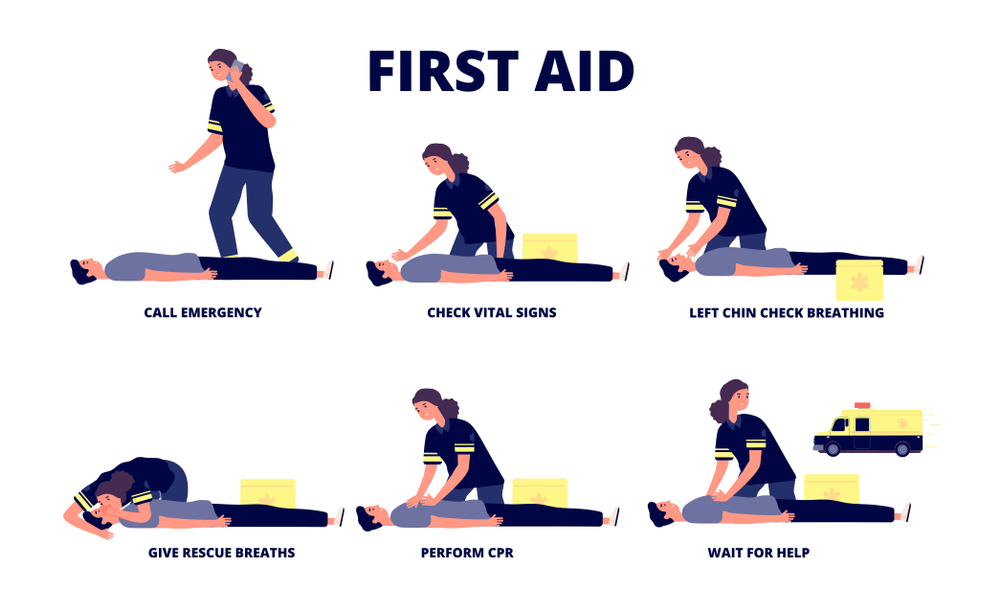 FIRST AID
CALL EMERGENCY
CHECK VITAL SIGNS
LEFT CHIN CHECK BREATHING
GIVE RESCUE BREATHS
PERFORM CPR
WAIT FOR HELP